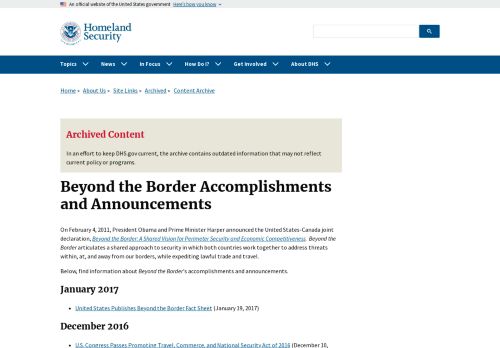 An official website of the United States government Here's how you know
Homeland
Security
Topics News In Focus How Do I? Get Involved About DHS
Home » About Us » Site Links » Archived » Content Archive
Archived Content
In an effort to keep DHS.gov current, the archive contains outdated information that may not reflect
current policy or programs.
Beyond the Border Accomplishments
and Announcements
On February 4, 2011, President Obama and Prime Minister Harper announced the United States-Canada joint
declaration, Beyond the Border: A Shared Vision for Perimeter Security and Economic Competitiveness. Beyond the
Border articulates a shared approach to security in which both countries work together to address threats
within, at, and away from our borders, while expediting lawful trade and travel.
Below, find information about Beyond the Border's accomplishments and announcements.
January 2017
• United States Publishes Beyond the Border Fact Sheet (January 19, 2017)
December 2016
• U.S. Congress Passes Promoting Travel, Commerce, and National Security Act of 2016 (December 10,